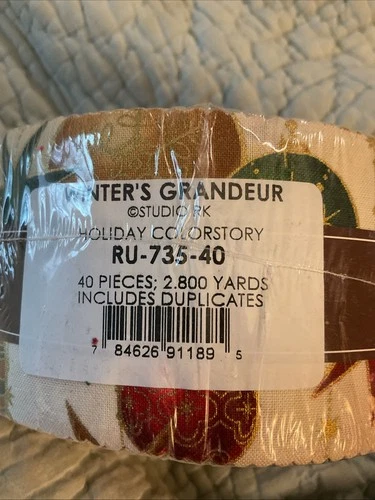 WINTER'S GRANDEUR
©STUDIO RK
HOLIDAY COLORSTORY
RU-735-40
40 PIECES; 2.800 YARDS
INCLUDES DUPLICATES
7 84626 91189 5